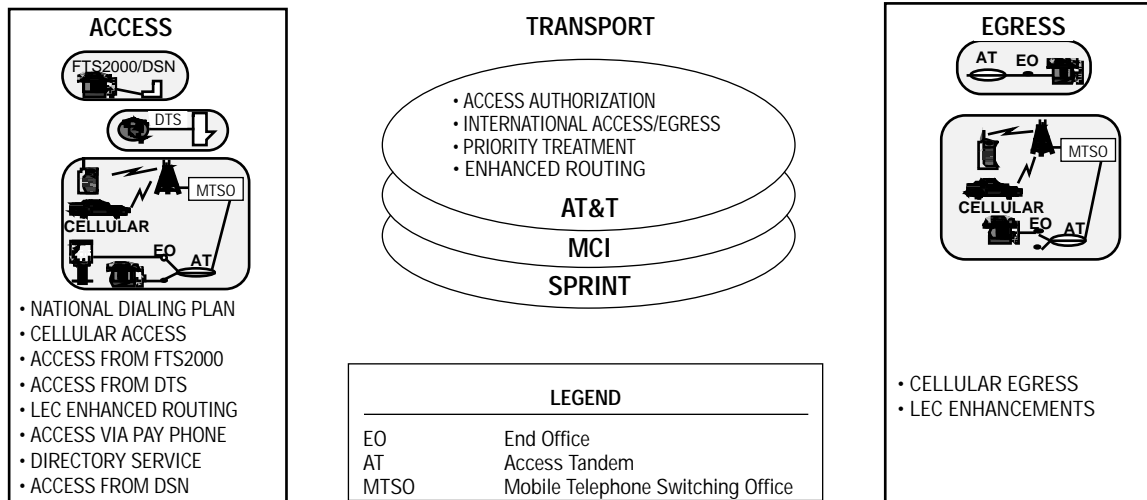 ACCESS
FTS2000/DSN
DTS
MTSO
CELLULAR
EO
AT
• NATIONAL DIALING PLAN
• CELLULAR ACCESS
• ACCESS FROM FTS2000
• ACCESS FROM DTS
• LEC ENHANCED ROUTING
• ACCESS VIA PAY PHONE
• DIRECTORY SERVICE
• ACCESS FROM DSN
TRANSPORT
• ACCESS AUTHORIZATION
• INTERNATIONAL ACCESS/EGRESS
• PRIORITY TREATMENT
• ENHANCED ROUTING
AT&T
MCI
SPRINT
LEGEND
EO End Office
AT Access Tandem
MTSO Mobile Telephone Switching Office
EGRESS
AT EO
MTSO
CELLULAR
EO
AT
• CELLULAR EGRESS
• LEC ENHANCEMENTS